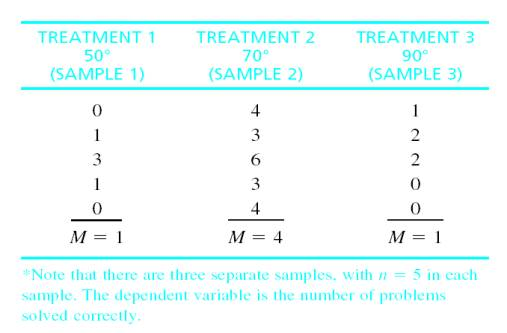 TREATMENT 1 TREATMENT 2 TREATMENT 3
50° 70° 90°
(SAMPLE 1) (SAMPLE 2) (SAMPLE 3)
0 4 1
1 3 2
3 6 2
1 3 0
0 4 0
M = 1 M = 4 M = 1
*Note that there are three separate samples, with n = 5 in each
sample. The dependent variable is the number of problems
solved correctly.